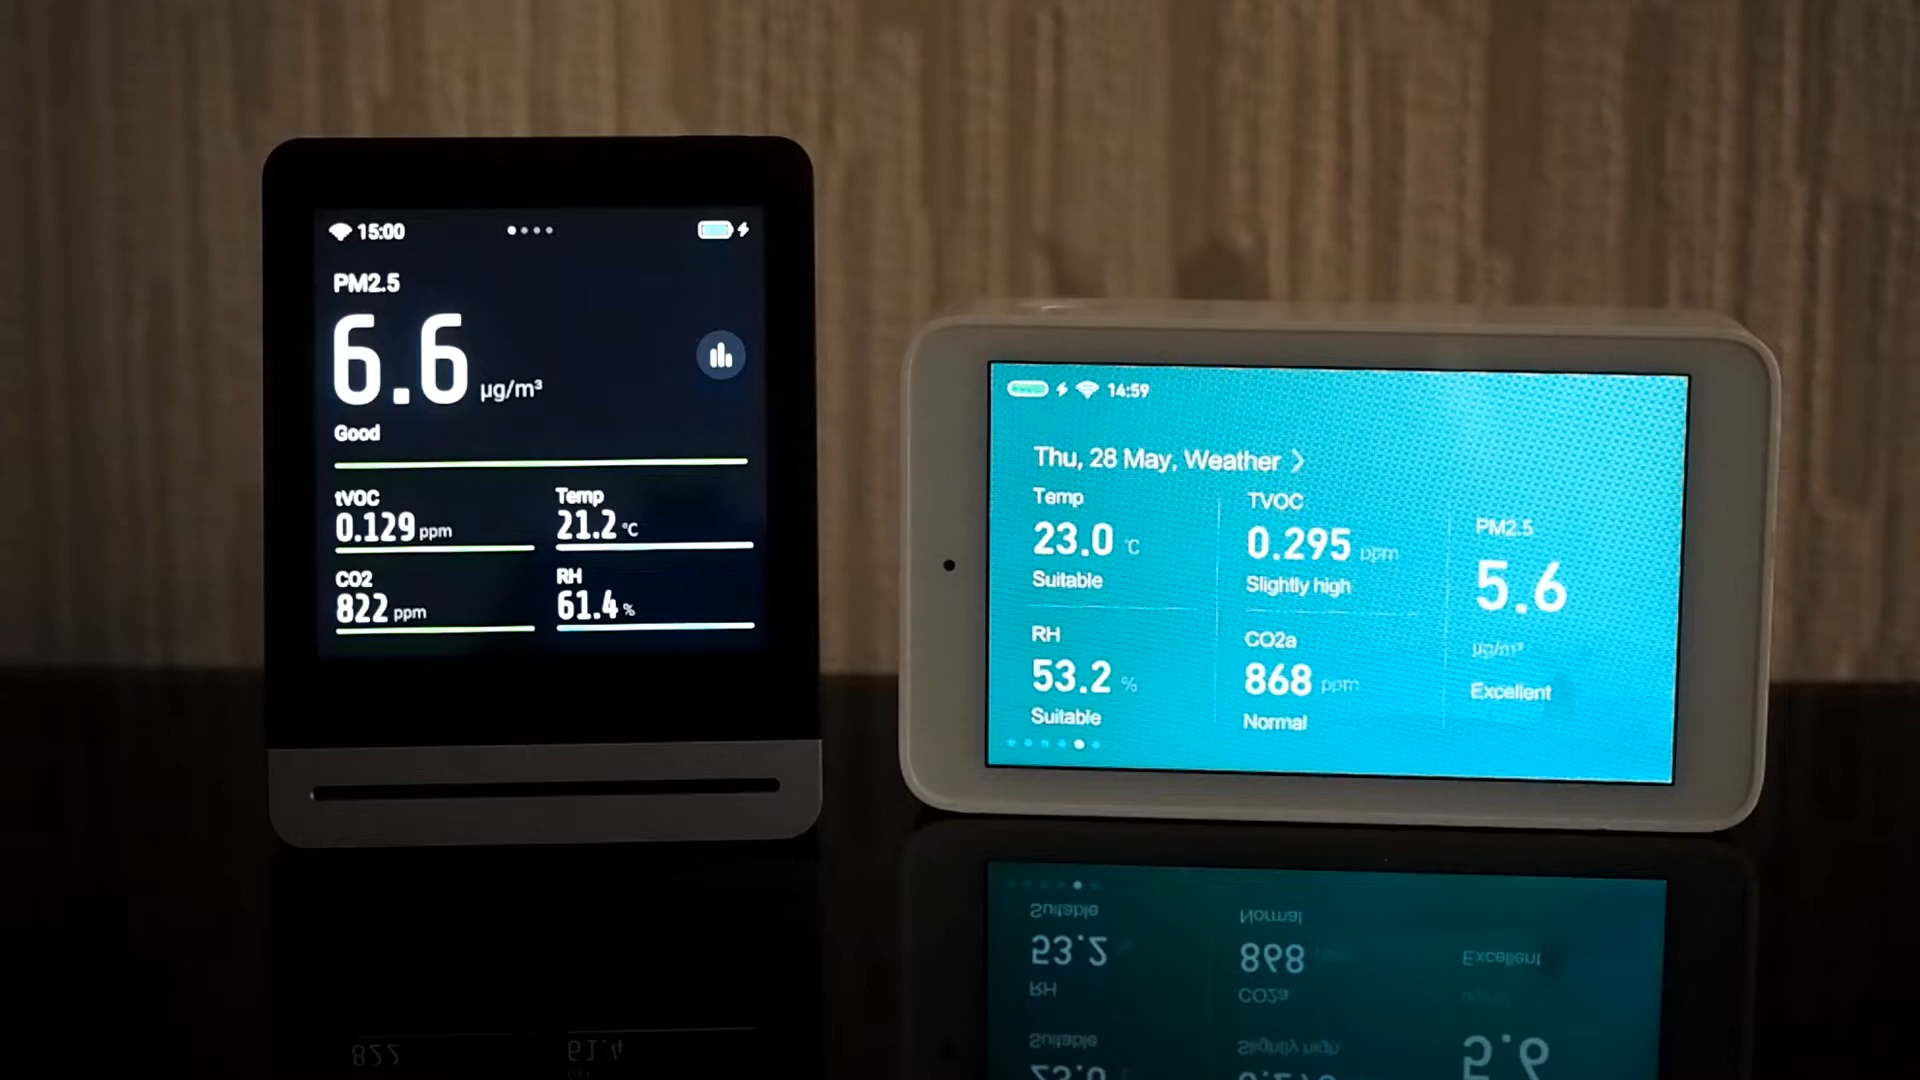 15:00
PM2.5
6.6 µg/m³
Good
tVOC
0.129 ppm
Temp
21.2 °C
CO2
822 ppm
RH
61.4 %
14:59
Thu, 28 May, Weather >
Temp
23.0 °C
Suitable
RH
53.2 %
Suitable
TVOC
0.295 ppm
Slightly high
CO2a
868 ppm
Normal
PM2.5
5.6
µg/m³
Excellent